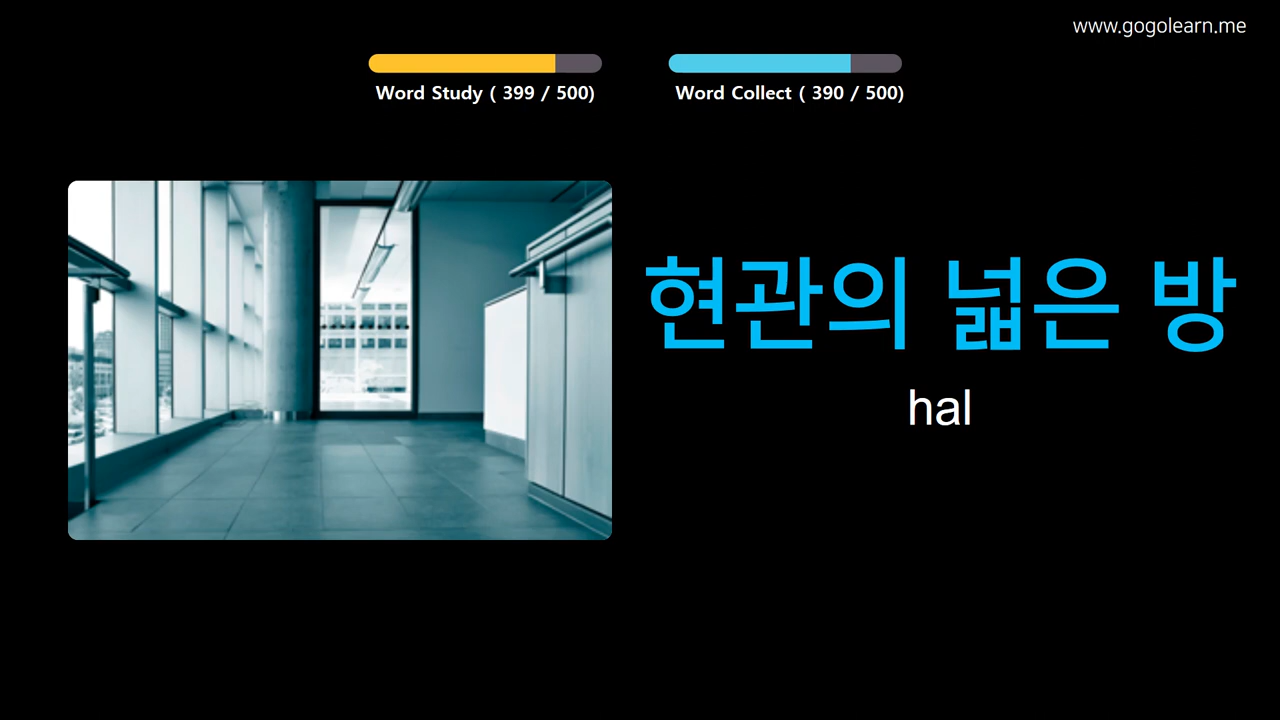 www.gogolearn.me
Word Study ( 399 / 500)
Word Collect ( 390 / 500)
현관의 넓은 방
hal